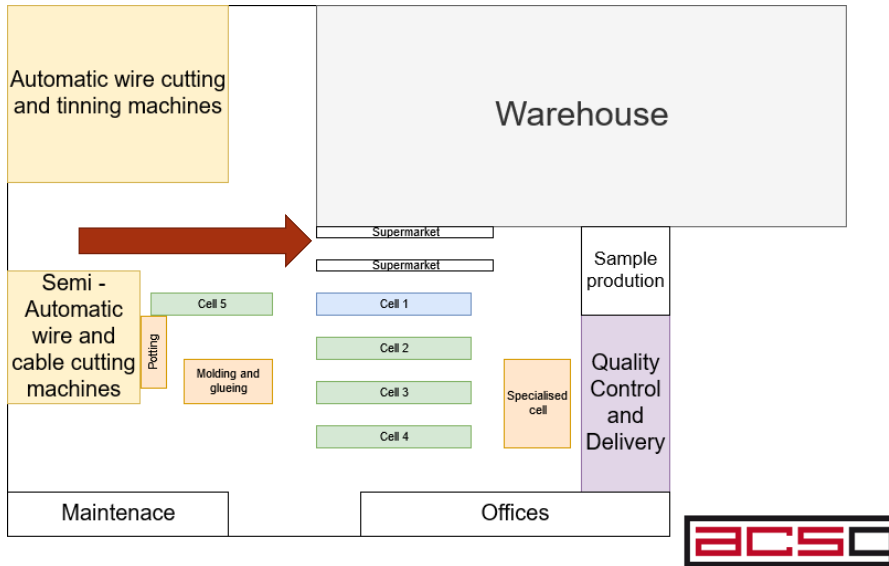 Automatic wire cutting
and tinning machines
Warehouse
Supermarket
Supermarket
Sample
prodution
Semi -
Automatic
wire and
cable cutting
machines
Cell 5
Cell 1
Potting
Cell 2
Molding and
glueing
Cell 3
Specialised
cell
Quality
Control
and
Delivery
Cell 4
Maintenace
Offices